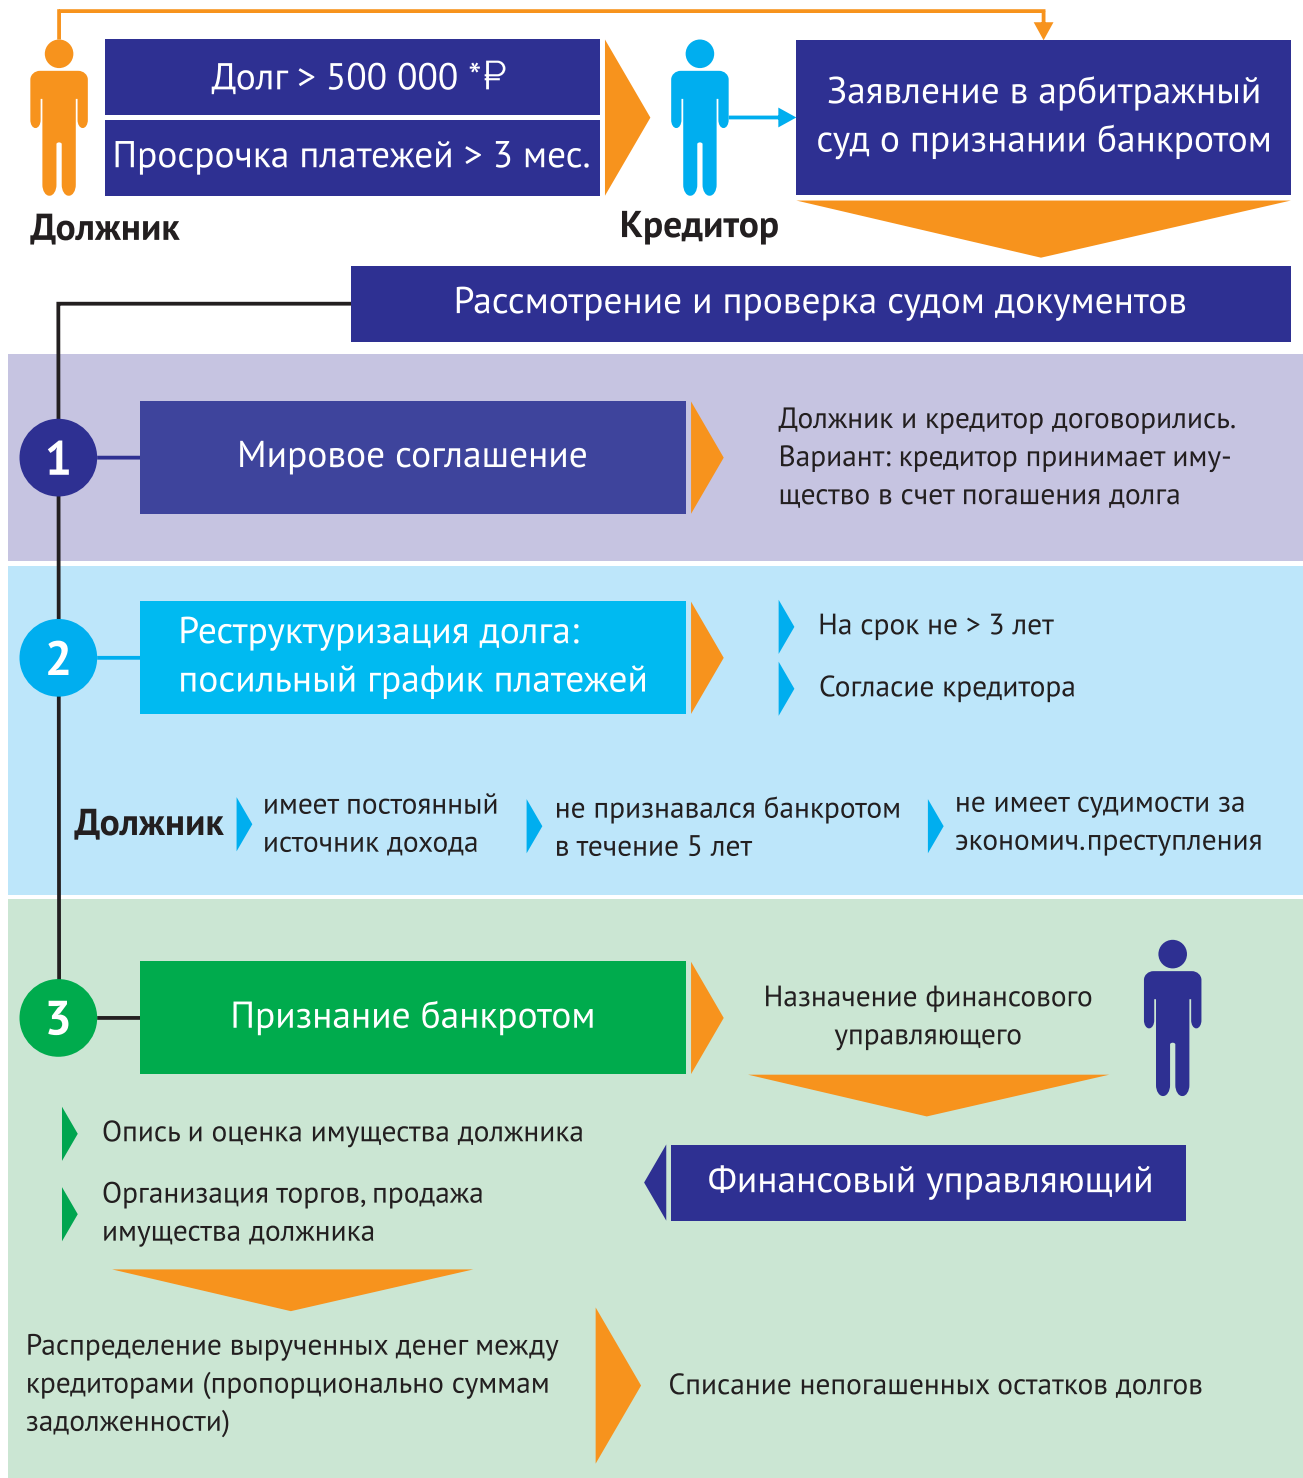 Долг > 500 000 *₽
Просрочка платежей > 3 мес.
Должник
Кредитор
Заявление в арбитражный
суд о признании банкротом
Рассмотрение и проверка судом документов
1
Мировое соглашение
Должник и кредитор договорились.
Вариант: кредитор принимает иму-
щество в счет погашения долга
2
Реструктуризация долга:
посильный график платежей
На срок не > 3 лет
Согласие кредитора
Должник
имеет постоянный
источник дохода
не признавался банкротом
в течение 5 лет
не имеет судимости за
экономич.преступления
3
Признание банкротом
Назначение финансового
управляющего
Финансовый управляющий
Опись и оценка имущества должника
Организация торгов, продажа
имущества должника
Распределение вырученных денег между
кредиторами (пропорционально суммам
задолженности)
Списание непогашенных остатков долгов